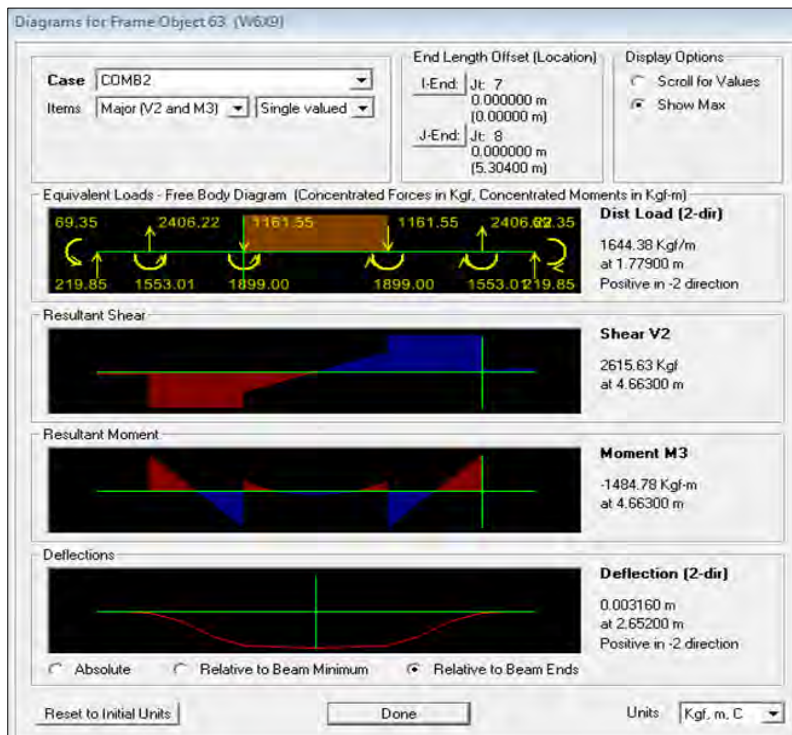 Diagrams for Frame Object 63 (W6X9)
Case COMB2
Items Major (V2 and M3) Single valued
End Length Offset (Location)
I-End: Jt: 7
0.000000 m
(0.00000 m)
J-End: Jt: 8
0.000000 m
(5.30400 m)
Display Options
Scroll for Values
Show Max
Equivalent Loads - Free Body Diagram (Concentrated Forces in Kgf, Concentrated Moments in Kgf-m)
69.35 2406.22 1161.55 1161.55 2406.22
219.85 1553.01 1899.00 1899.00 1553.01 219.85
Dist Load (2-dir)
1644.38 Kgf/m
at 1.77900 m
Positive in -2 direction
Resultant Shear
Shear V2
2615.63 Kgf
at 4.66300 m
Resultant Moment
Moment M3
-1484.78 Kgf-m
at 4.66300 m
Deflections
Deflection (2-dir)
0.003160 m
at 2.65200 m
Positive in -2 direction
Absolute Relative to Beam Minimum Relative to Beam Ends
Reset to Initial Units Done Units Kgf, m, C